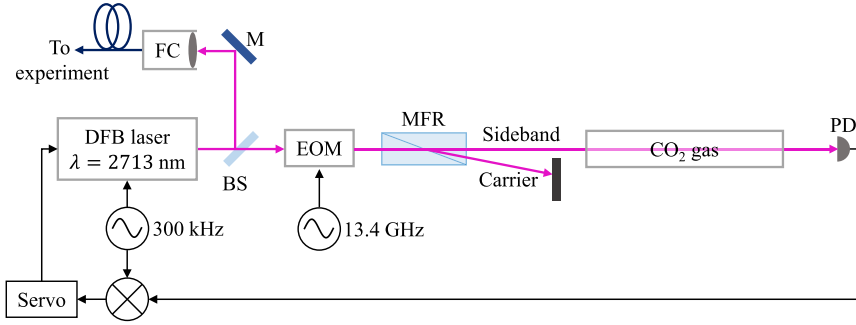 M
FC
To
experiment
DFB laser
λ = 2713 nm
BS
EOM
MFR
Sideband
Carrier
CO₂ gas
PD
300 kHz
13.4 GHz
Servo